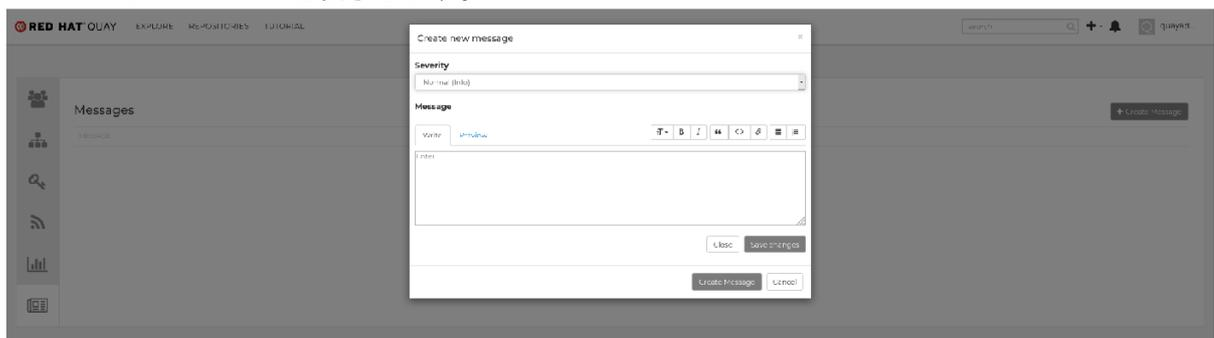 RED HAT QUAY EXPLORE REPOSITORIES TUTORIAL
search
Create new message
×
Severity
Normal (Info)
Messages
Message
+ Create Message
MESSAGE
Write Preview
Enter
Close Save changes
Create Message Cancel